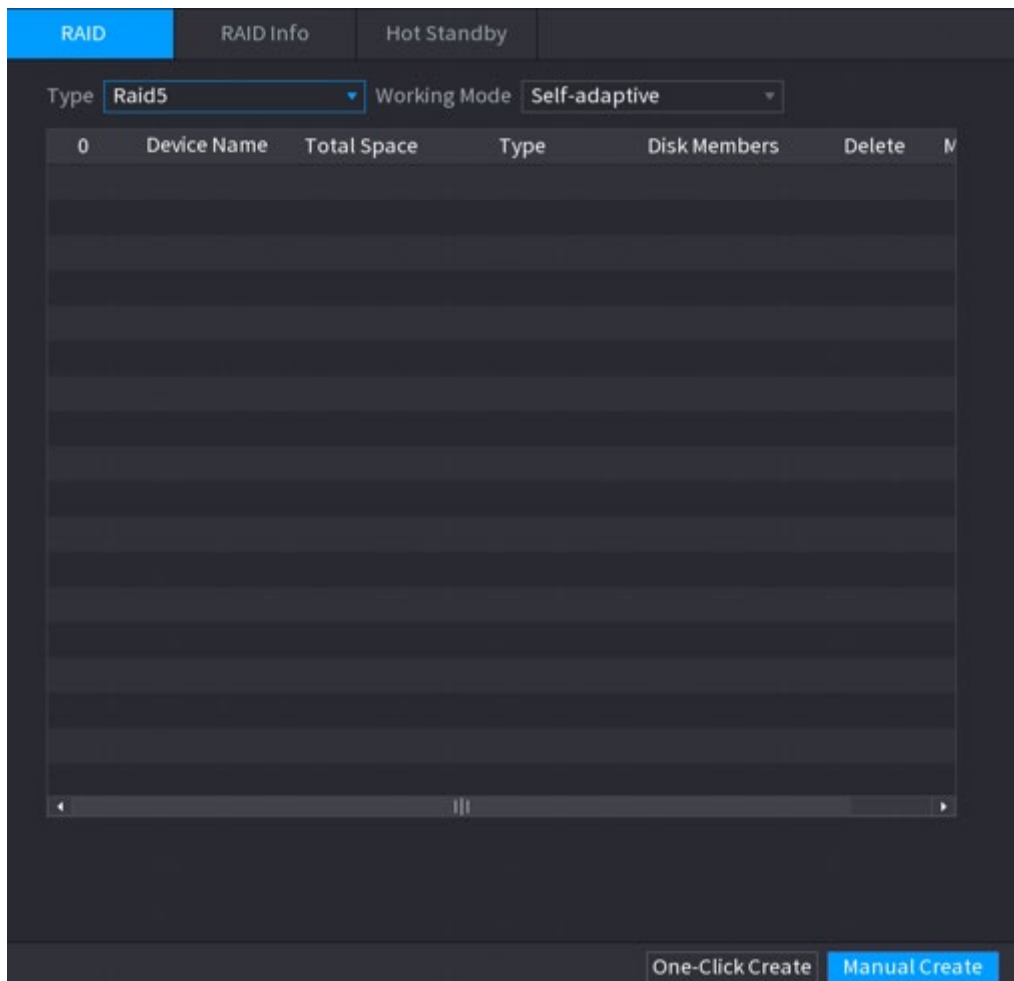 RAID RAID Info Hot Standby
Type Raid5 Working Mode Self-adaptive
0 Device Name Total Space Type Disk Members Delete
One-Click Create Manual Create